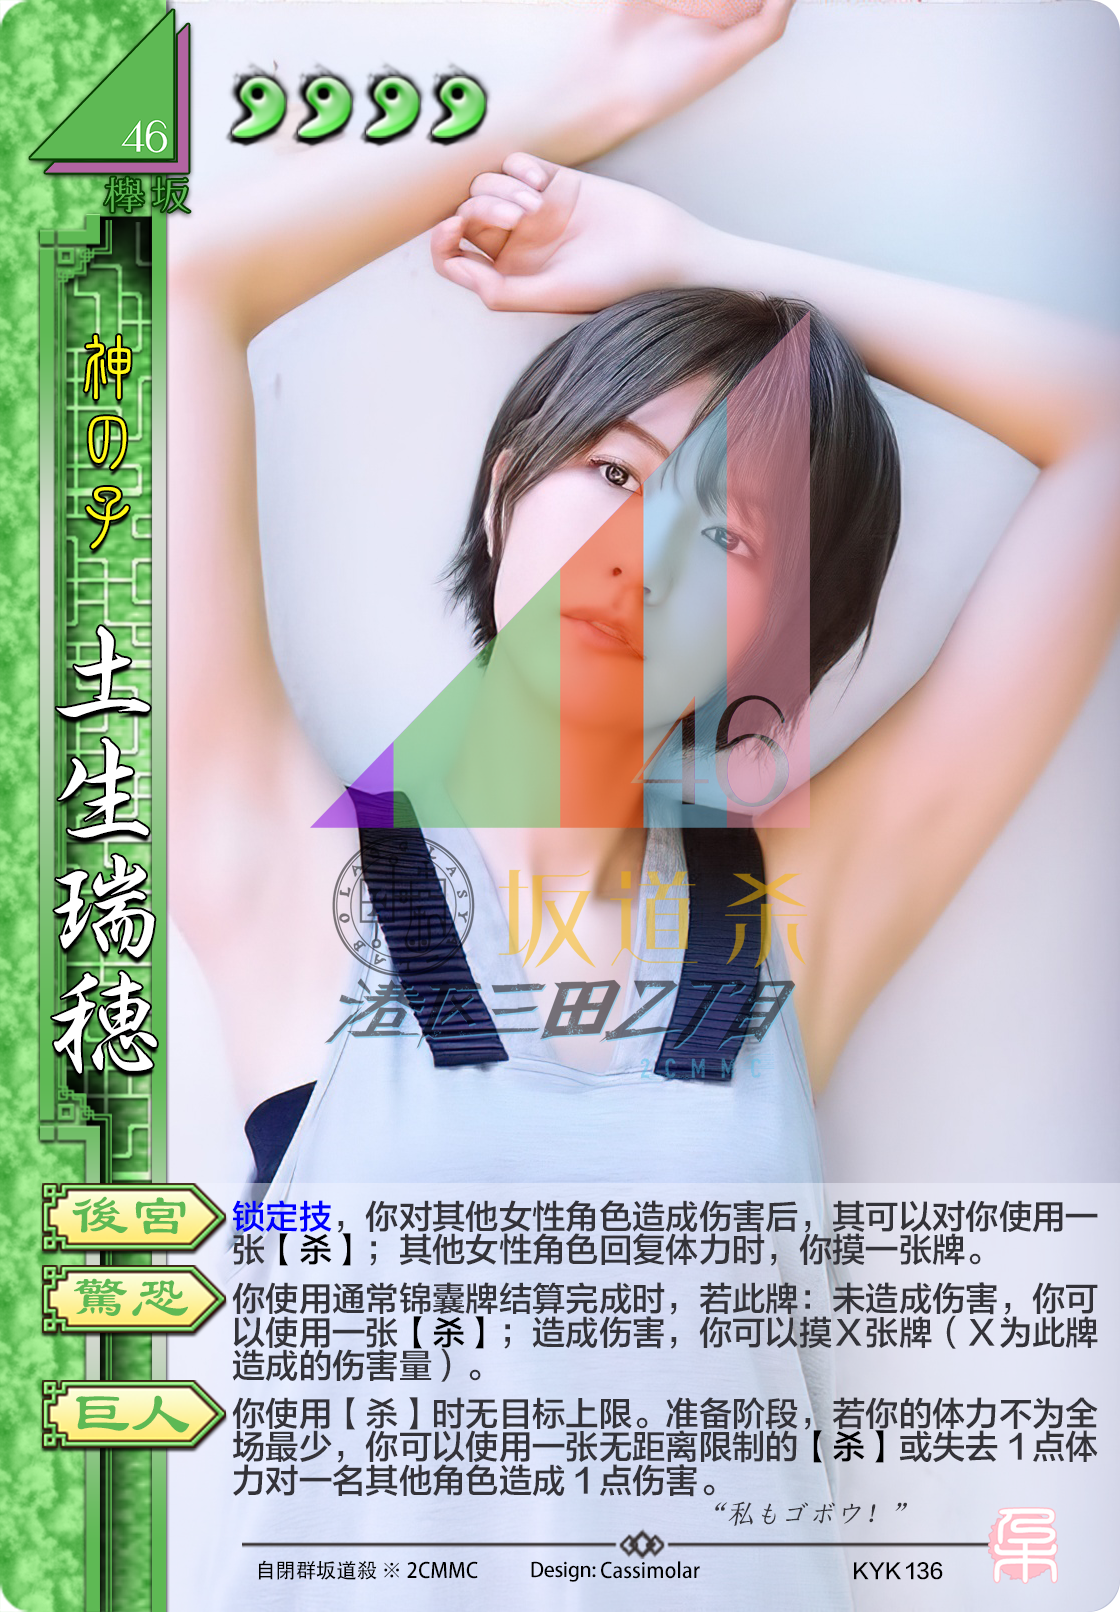 46
欅坂
神の子
土生瑞穂
46
坂道杀
港区三田2丁目
2CMMC
後宮
锁定技，你对其他女性角色造成伤害后，其可以对你使用一
张【杀】；其他女性角色回复体力时，你摸一张牌。
驚恐
你使用通常锦囊牌结算完成时，若此牌：未造成伤害，你可
以使用一张【杀】；造成伤害，你可以摸X张牌（X为此牌
造成的伤害量）。
巨人
你使用【杀】时无目标上限。准备阶段，若你的体力不为全
场最少，你可以使用一张无距离限制的【杀】或失去1点体
力对一名其他角色造成1点伤害。
“私もゴボウ！”
自閉群坂道殺 ※ 2CMMC Design: Cassimolar KYK 136